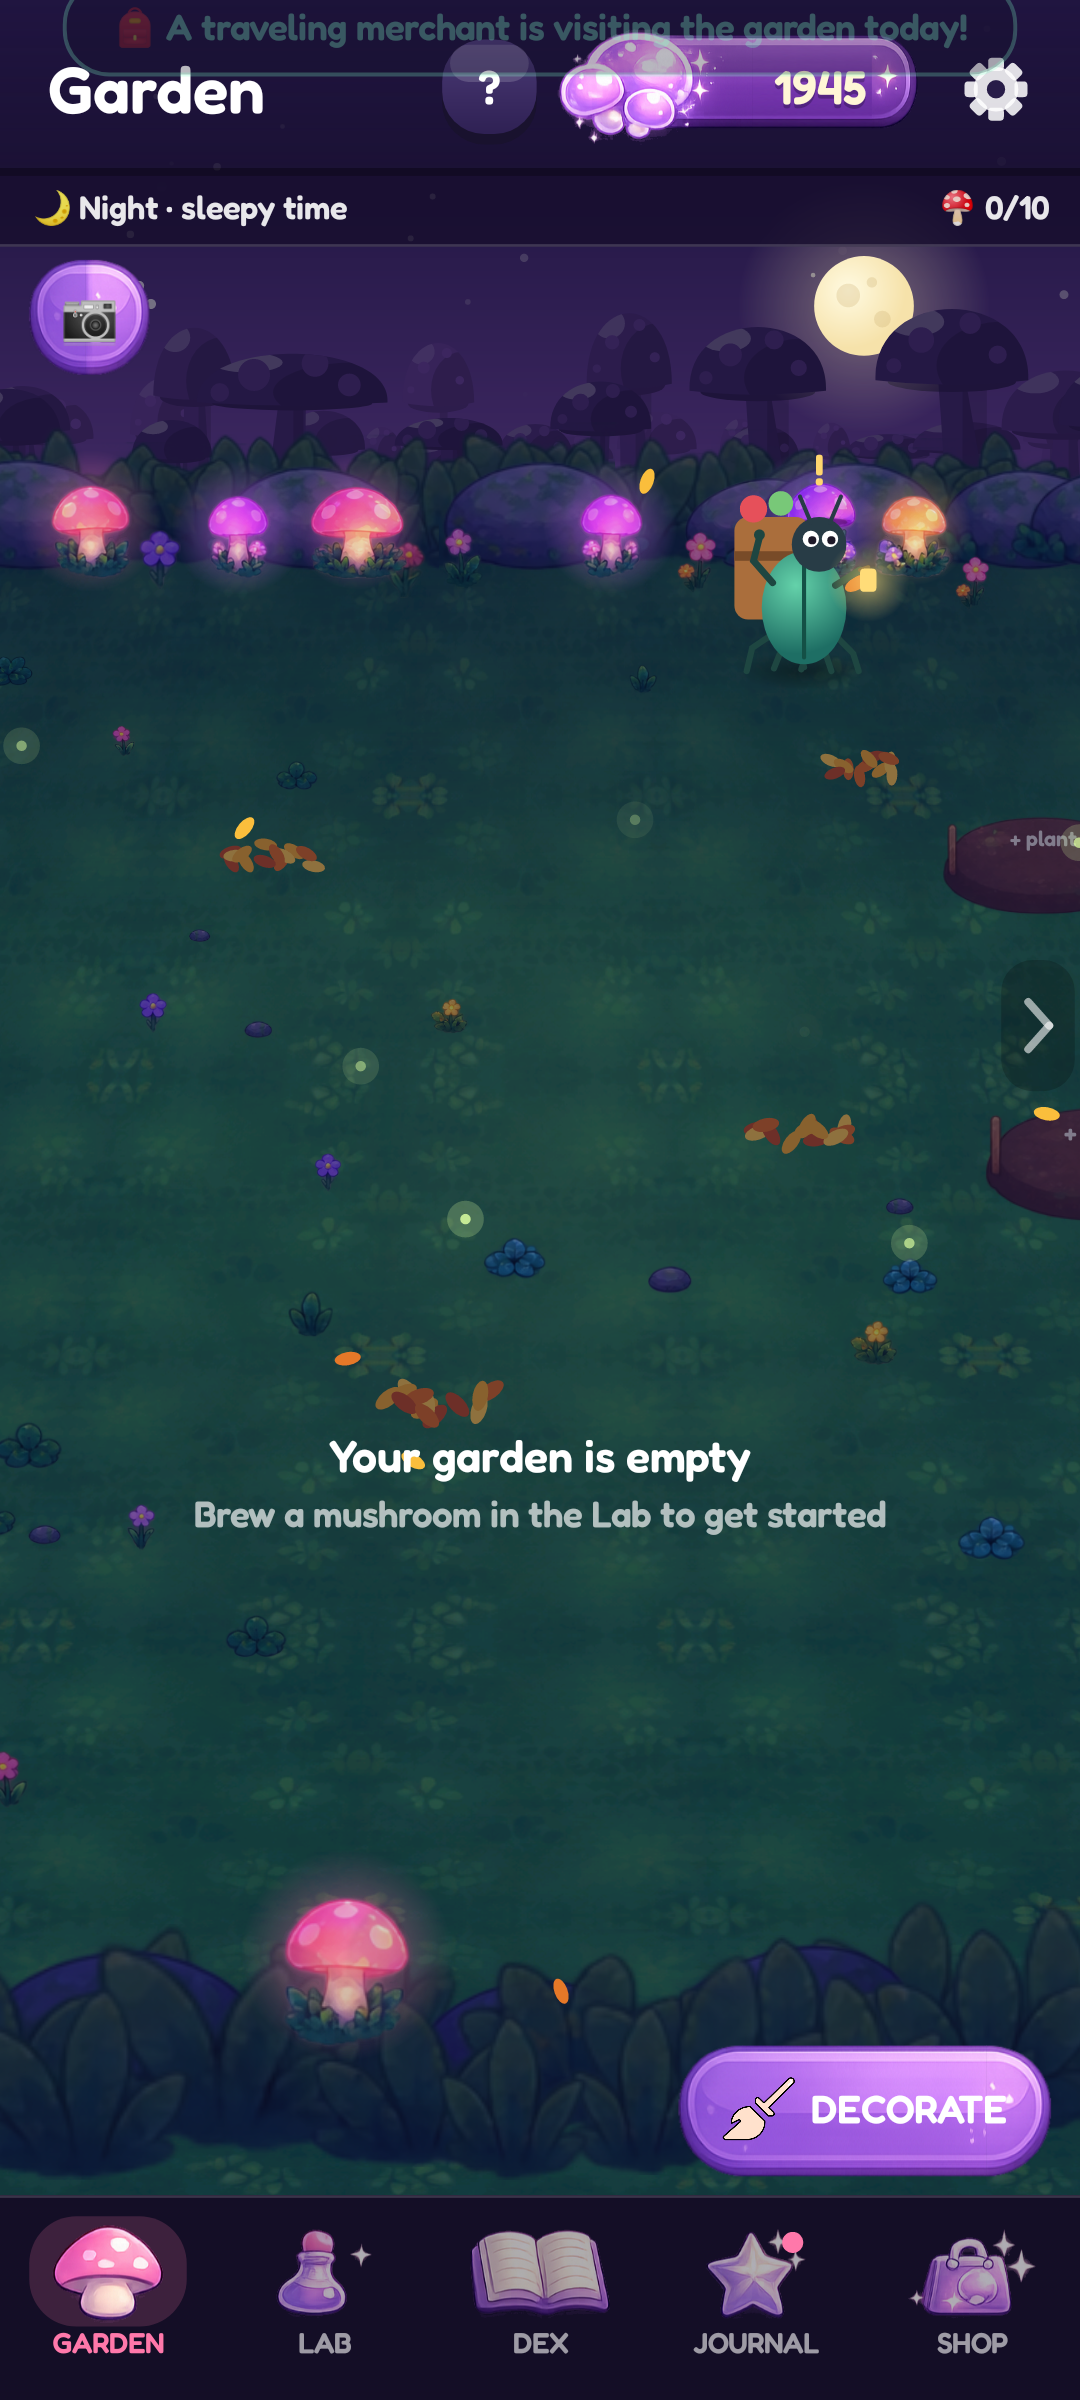 A traveling merchant is visiting the garden today!
Garden
?
1945
Night · sleepy time
0/10
+ plant
+
Your garden is empty
Brew a mushroom in the Lab to get started
DECORATE
GARDEN
LAB
DEX
JOURNAL
SHOP